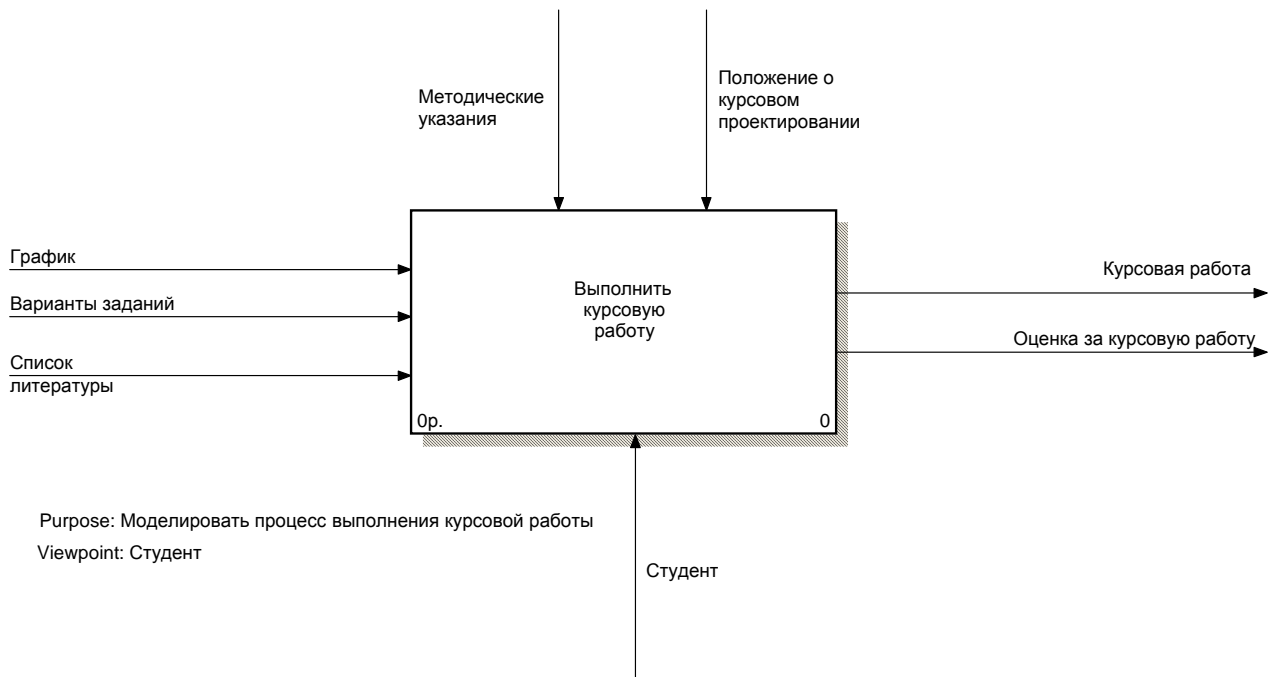 Методические
указания
Положение о
курсовом
проектировании
График
Варианты заданий
Список
литературы
Выполнить
курсовую
работу
0р.
0
Курсовая работа
Оценка за курсовую работу
Purpose: Моделировать процесс выполнения курсовой работы
Viewpoint: Студент
Студент